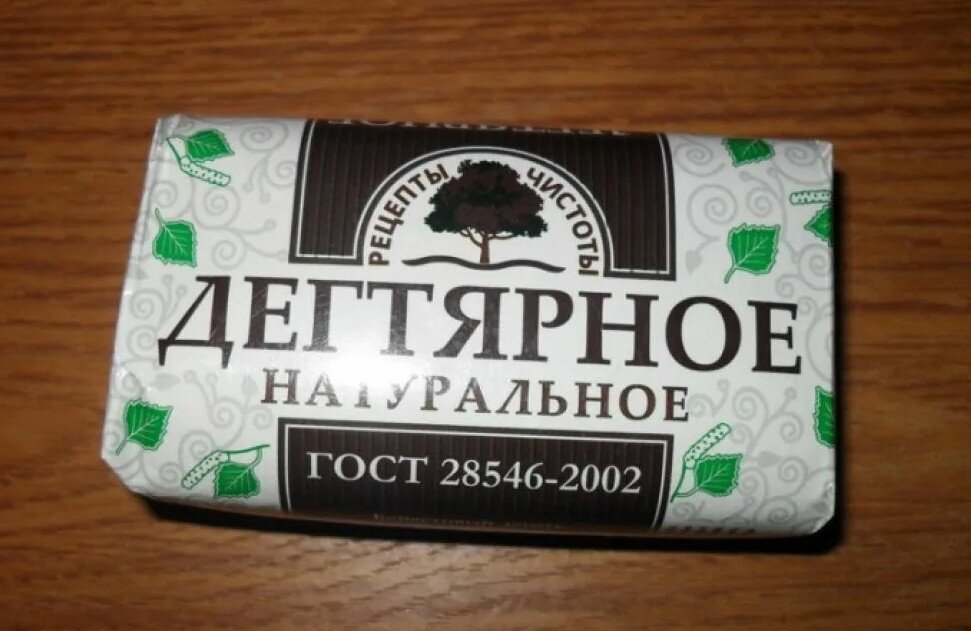 РЕЦЕПТЫ ЧИСТОТЫ
ДЕГТЯРНОЕ
НАТУРАЛЬНОЕ
ГОСТ 28546-2002